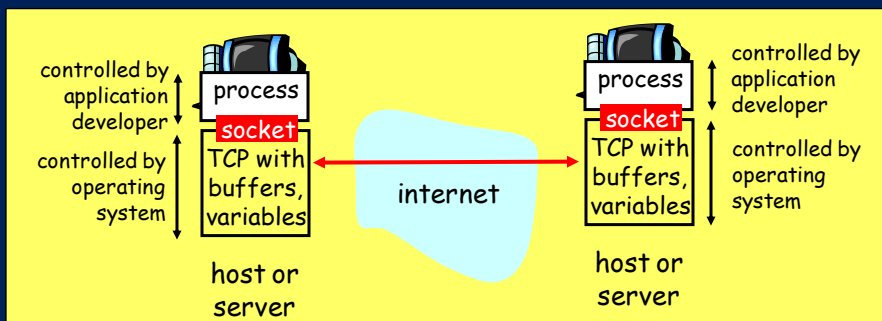 controlled by
application
developer
process
socket
controlled by
operating
system
TCP with
buffers,
variables
host or
server
internet
process
controlled by
application
developer
socket
TCP with
buffers,
variables
controlled by
operating
system
host or
server